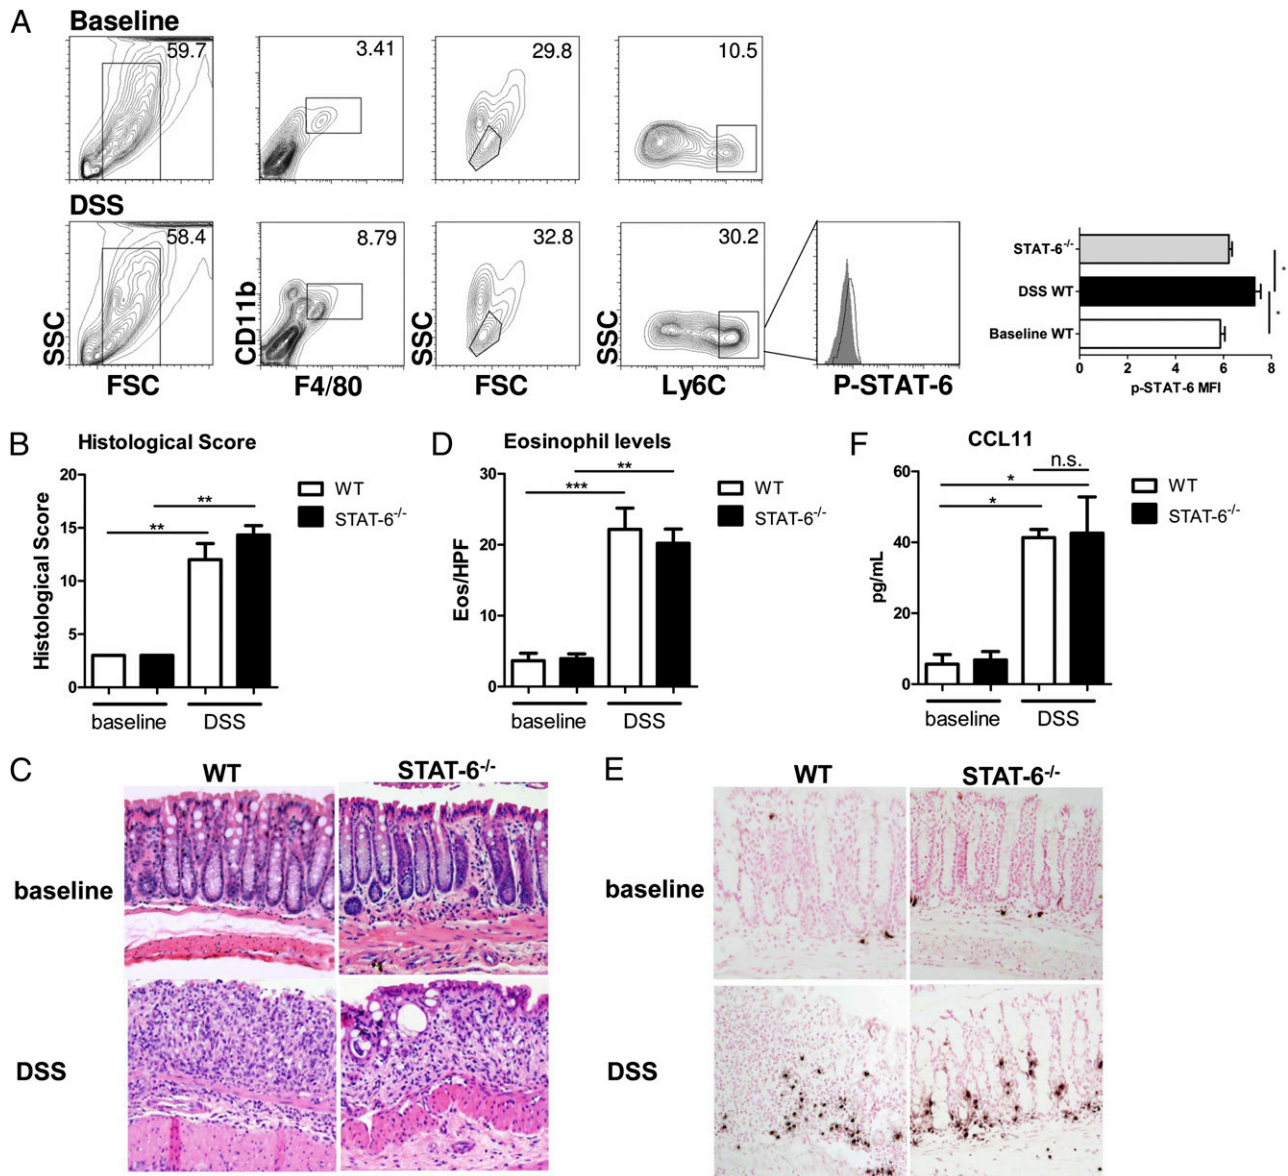 A
Baseline
59.7
3.41
29.8
10.5
DSS
58.4
8.79
32.8
30.2
SSC
CD11b
SSC
SSC
FSC
F4/80
FSC
Ly6C
P-STAT-6
STAT-6-/-
DSS WT
Baseline WT
*
*
0 2 4 6 8
p-STAT-6 MFI
B
Histological Score
20
15
10
5
0
Histological Score
**
**
WT
STAT-6-/-
baseline DSS
D
Eosinophil levels
30
20
10
0
Eos/HPF
**
***
WT
STAT-6-/-
baseline DSS
F
CCL11
60
40
20
0
pg/mL
n.s.
*
*
WT
STAT-6-/-
baseline DSS
C
WT STAT-6-/-
baseline
DSS
E
WT STAT-6-/-
baseline
DSS